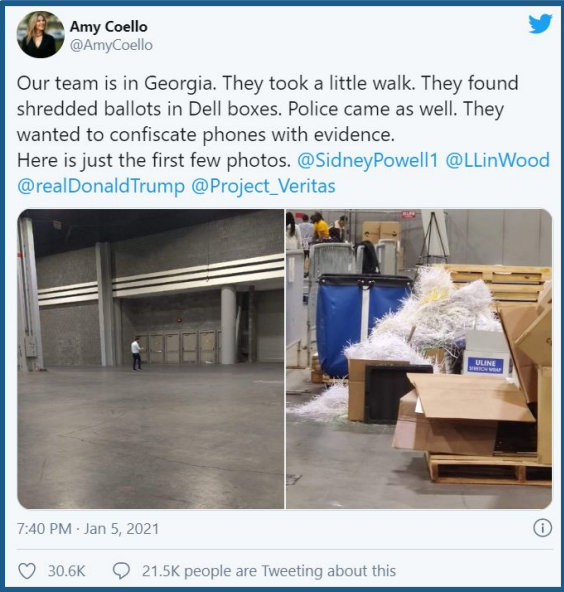 Amy Coello
@AmyCoello
Our team is in Georgia. They took a little walk. They found
shredded ballots in Dell boxes. Police came as well. They
wanted to confiscate phones with evidence.
Here is just the first few photos. @SidneyPowell1 @LLinWood
@realDonaldTrump @Project_Veritas
ULINE
STRETCH WRAP
7:40 PM · Jan 5, 2021
30.6K 21.5K people are Tweeting about this